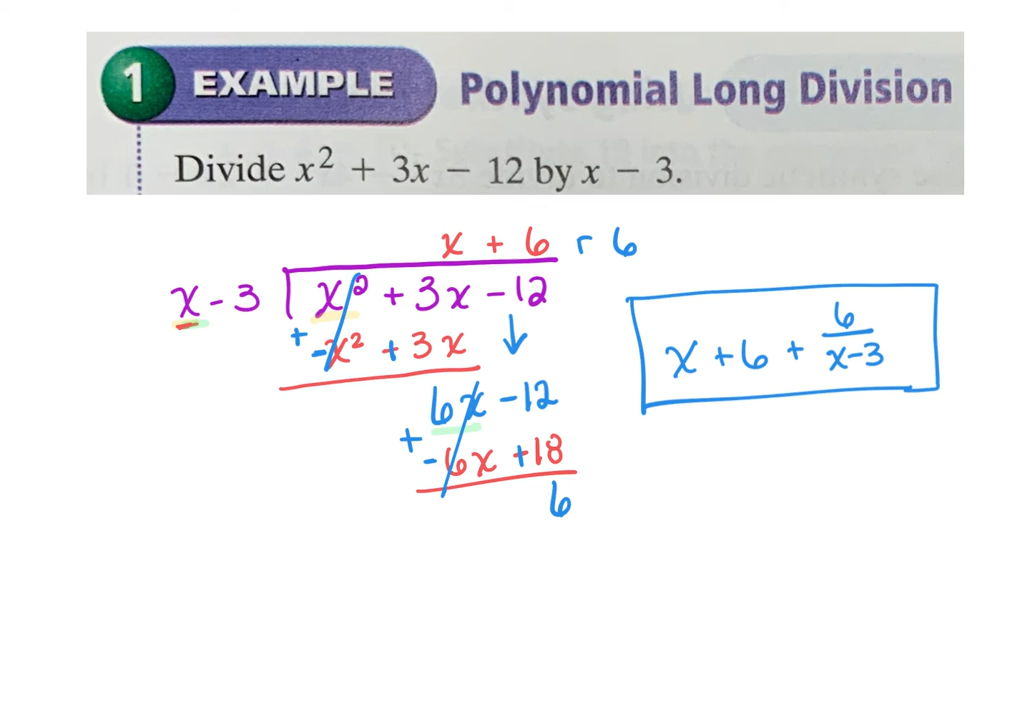 1 EXAMPLE Polynomial Long Division
Divide x² + 3x − 12 by x − 3.
x + 6 r 6
x − 3 x² + 3x − 12
+ −x² + 3x ↓
6x − 12
+ −6x + 18
6
x + 6 + 6/(x−3)